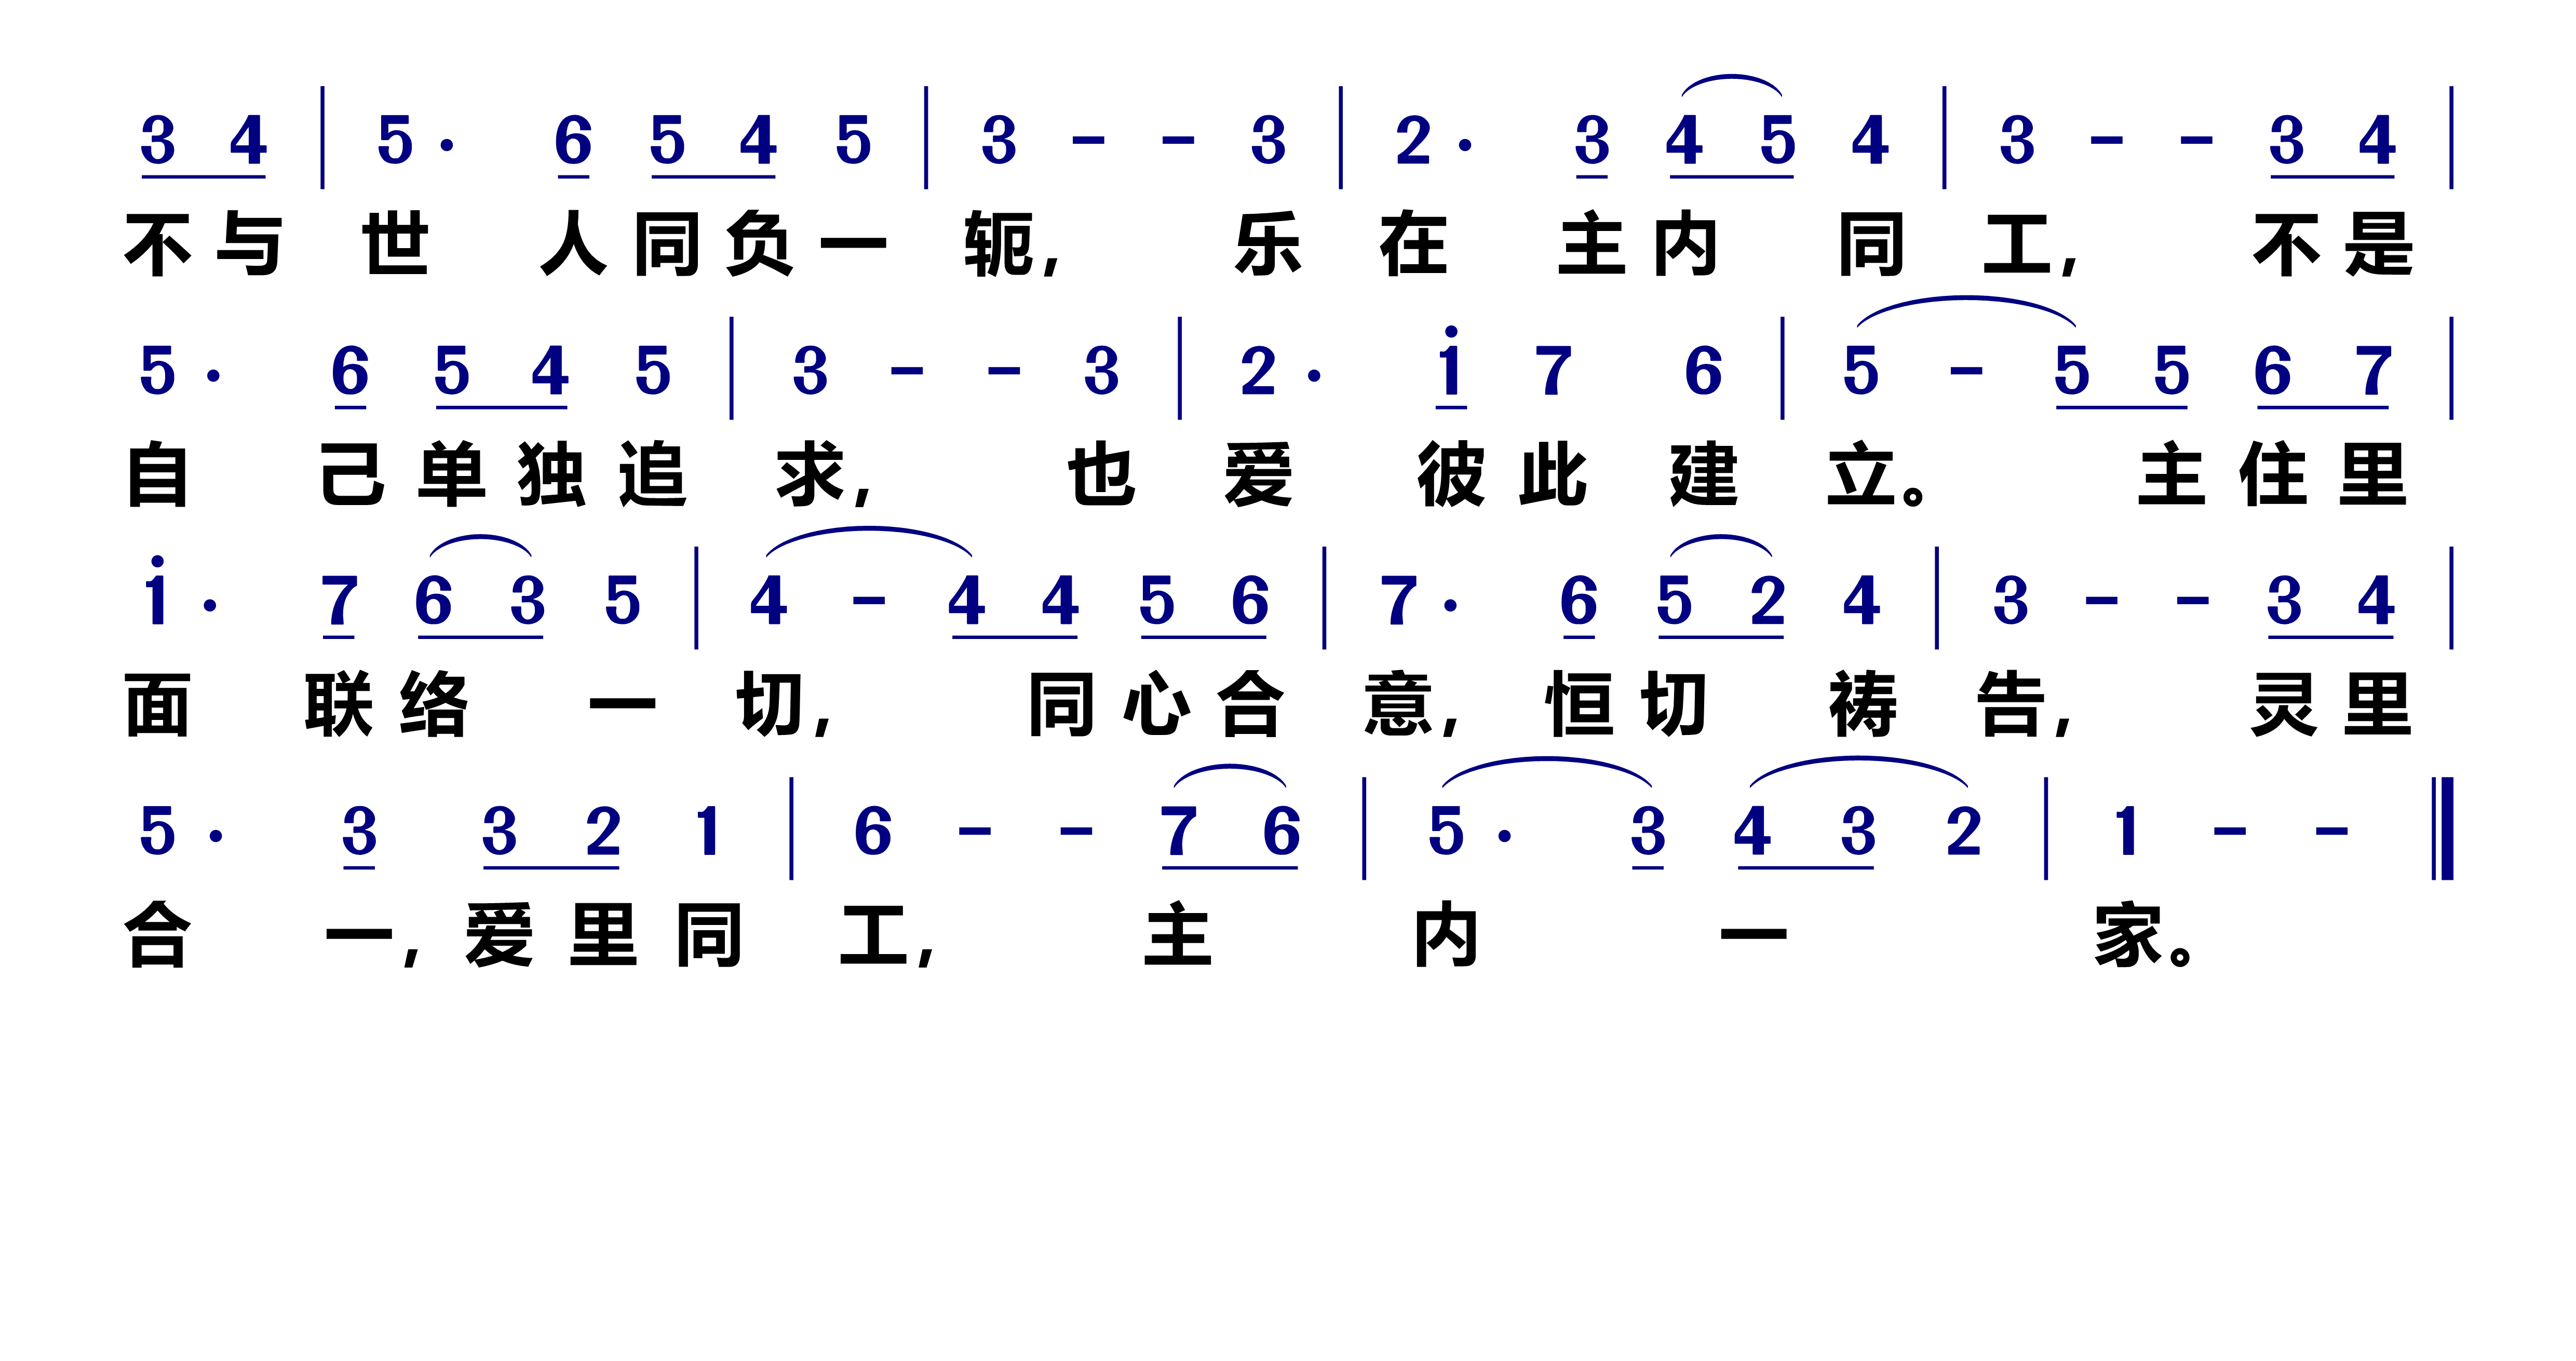 3 4 | 5 · 6 5 4 5 | 3 - - 3 | 2 · 3 4 5 4 | 3 - - 3 4 |
不与世人同负一轭，乐在主内同工，不是
5 · 6 5 4 5 | 3 - - 3 | 2 · i 7 6 | 5 - 5 5 6 7 |
自己单独追求，也爱彼此建立。主住里
i · 7 6 3 5 | 4 - 4 4 5 6 | 7 · 6 5 2 4 | 3 - - 3 4 |
面联络一切，同心合意，恒切祷告，灵里
5 · 3 3 2 1 | 6 - - 7 6 | 5 · 3 4 3 2 | 1 - - ‖
合一，爱里同工，主内一家。